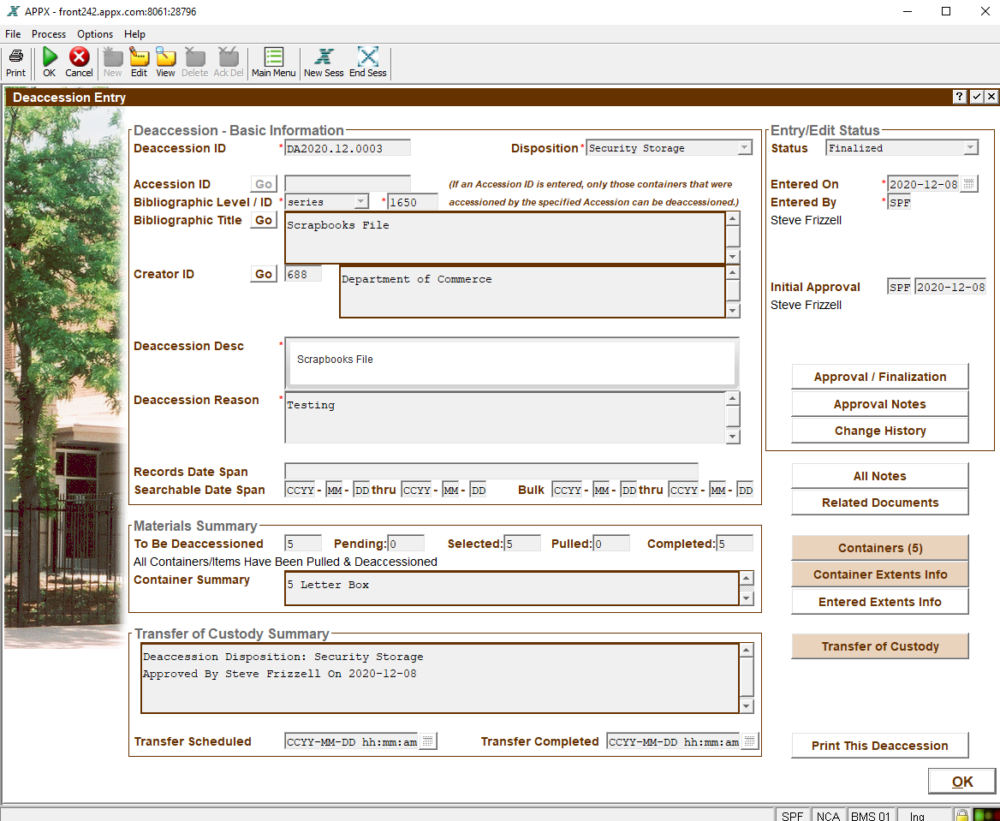 APPX - front242.appx.com:8061:28796
File Process Options Help
Print OK Cancel New Edit View Delete Ack Del Main Menu New Sess End Sess
Deaccession Entry
Deaccession - Basic Information
Deaccession ID * DA2020.12.0003 Disposition * Security Storage
Accession ID Go (If an Accession ID is entered, only those containers that were
Bibliographic Level / ID * series * 1650 accessioned by the specified Accession can be deaccessioned.)
Bibliographic Title Go Scrapbooks File
Creator ID Go 688 Department of Commerce
Deaccession Desc * Scrapbooks File
Deaccession Reason * Testing
Records Date Span
Searchable Date Span CCYY - MM - DD thru CCYY - MM - DD Bulk CCYY - MM - DD thru CCYY - MM - DD
Materials Summary
To Be Deaccessioned 5 Pending: 0 Selected: 5 Pulled: 0 Completed: 5
All Containers/Items Have Been Pulled & Deaccessioned
Container Summary 5 Letter Box
Transfer of Custody Summary
Deaccession Disposition: Security Storage
Approved By Steve Frizzell On 2020-12-08
Transfer Scheduled CCYY-MM-DD hh:mm:am Transfer Completed CCYY-MM-DD hh:mm:am
Entry/Edit Status
Status Finalized
Entered On * 2020-12-08
Entered By * SPF
Steve Frizzell
Initial Approval SPF 2020-12-08
Steve Frizzell
Approval / Finalization
Approval Notes
Change History
All Notes
Related Documents
Containers (5)
Container Extents Info
Entered Extents Info
Transfer of Custody
Print This Deaccession
OK
SPF NCA BMS 01 Inq